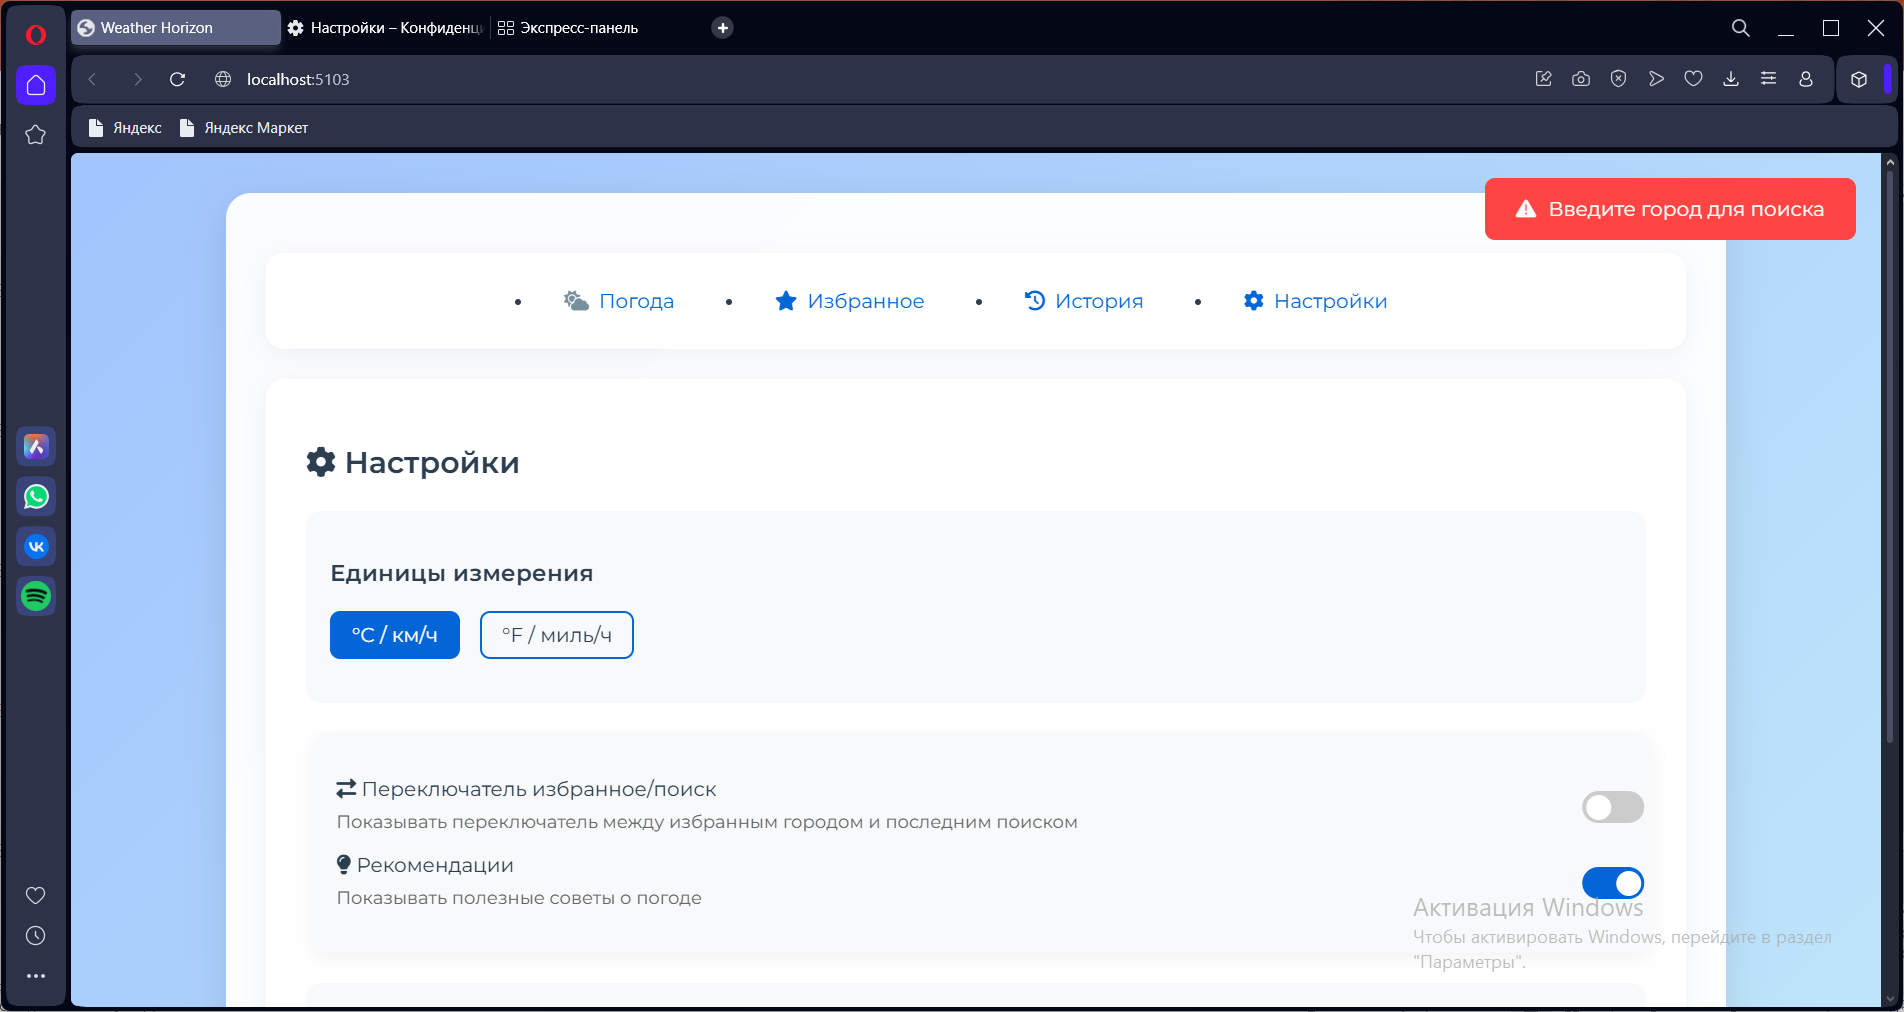 Weather Horizon
Настройки – Конфиденц
Экспресс-панель
localhost:5103
Яндекс
Яндекс Маркет
Введите город для поиска
• Погода • Избранное • История • Настройки
Настройки
Единицы измерения
°C / км/ч
°F / миль/ч
Переключатель избранное/поиск
Показывать переключатель между избранным городом и последним поиском
Рекомендации
Показывать полезные советы о погоде
Активация Windows
Чтобы активировать Windows, перейдите в раздел
"Параметры".